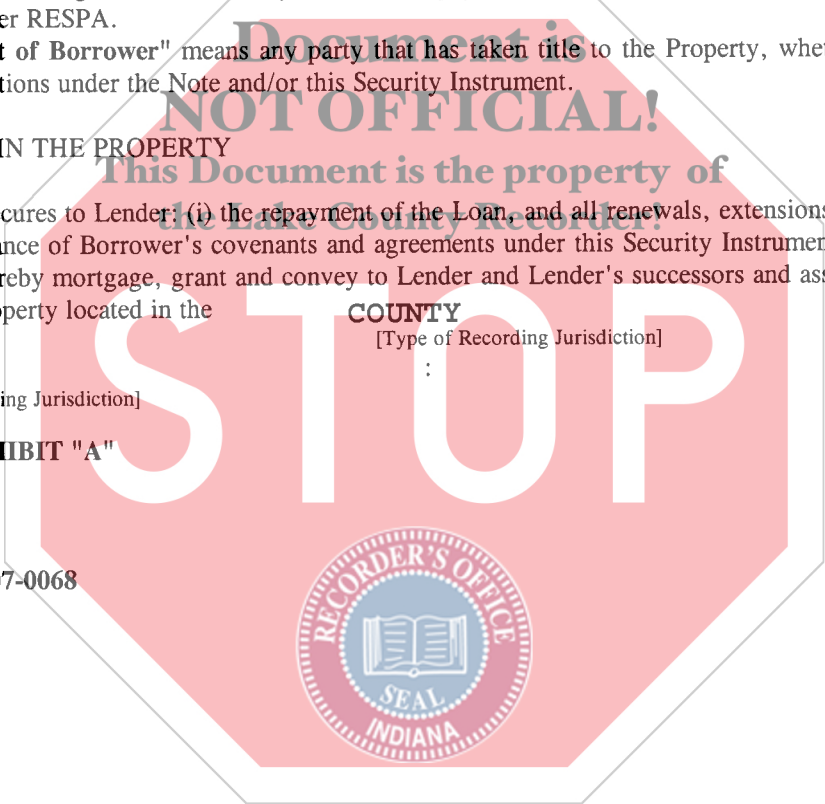 er RESPA.
Document is
t of Borrower" means any party that has taken title to the Property, whe
tions under the Note and/or this Security Instrument.
NOT OFFICIAL!
IN THE PROPERTY
This Document is the property of
cures to Lender: (i) the repayment of the Loan, and all renewals, extensions
the Lake County Recorder!
ance of Borrower's covenants and agreements under this Security Instrumen
reby mortgage, grant and convey to Lender and Lender's successors and ass
operty located in the COUNTY
[Type of Recording Jurisdiction]
:
ing Jurisdiction]
STOP
HIBIT "A"
7-0068
RECORDER'S OFFICE
SEAL
INDIANA